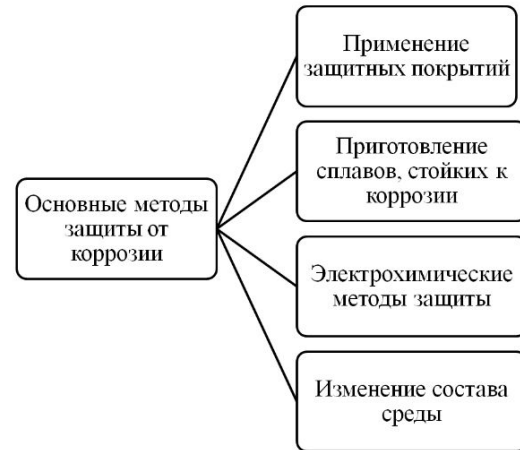 Основные методы
защиты от
коррозии
Применение
защитных покрытий
Приготовление
сплавов, стойких к
коррозии
Электрохимические
методы защиты
Изменение состава
среды